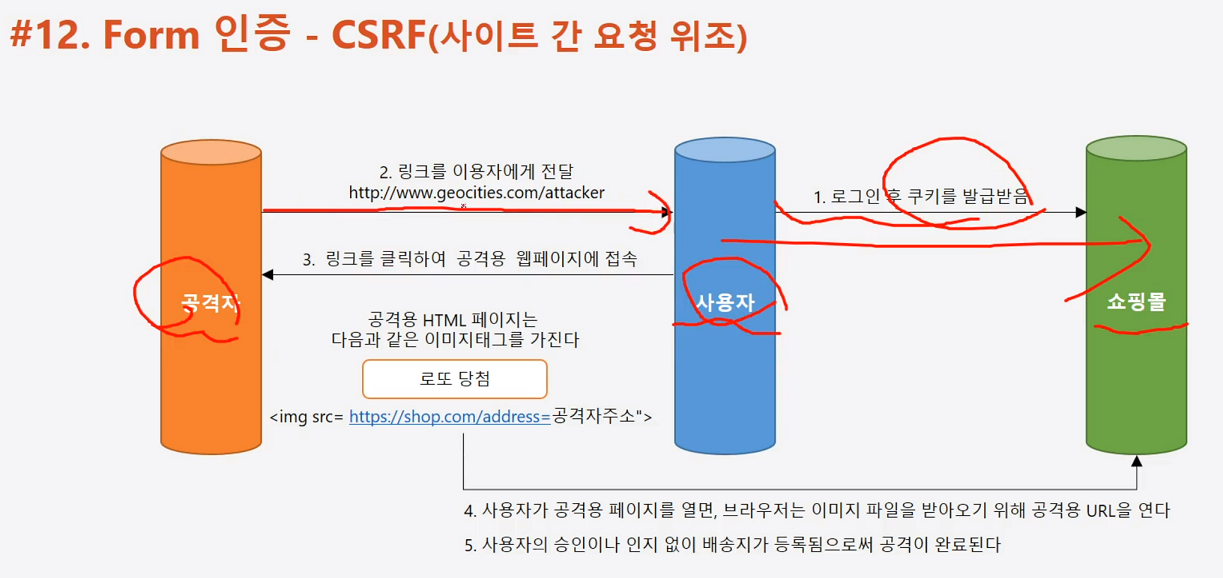 #12. Form 인증 - CSRF(사이트 간 요청 위조)
2. 링크를 이용자에게 전달
http://www.geocities.com/attacker
1. 로그인 후 쿠키를 발급받음
3. 링크를 클릭하여 공격용 웹페이지에 접속
공격자
사용자
쇼핑몰
공격용 HTML 페이지는
다음과 같은 이미지태그를 가진다
로또 당첨
<img src= https://shop.com/address=공격자주소">
4. 사용자가 공격용 페이지를 열면, 브라우저는 이미지 파일을 받아오기 위해 공격용 URL을 연다
5. 사용자의 승인이나 인지 없이 배송지가 등록됨으로써 공격이 완료된다